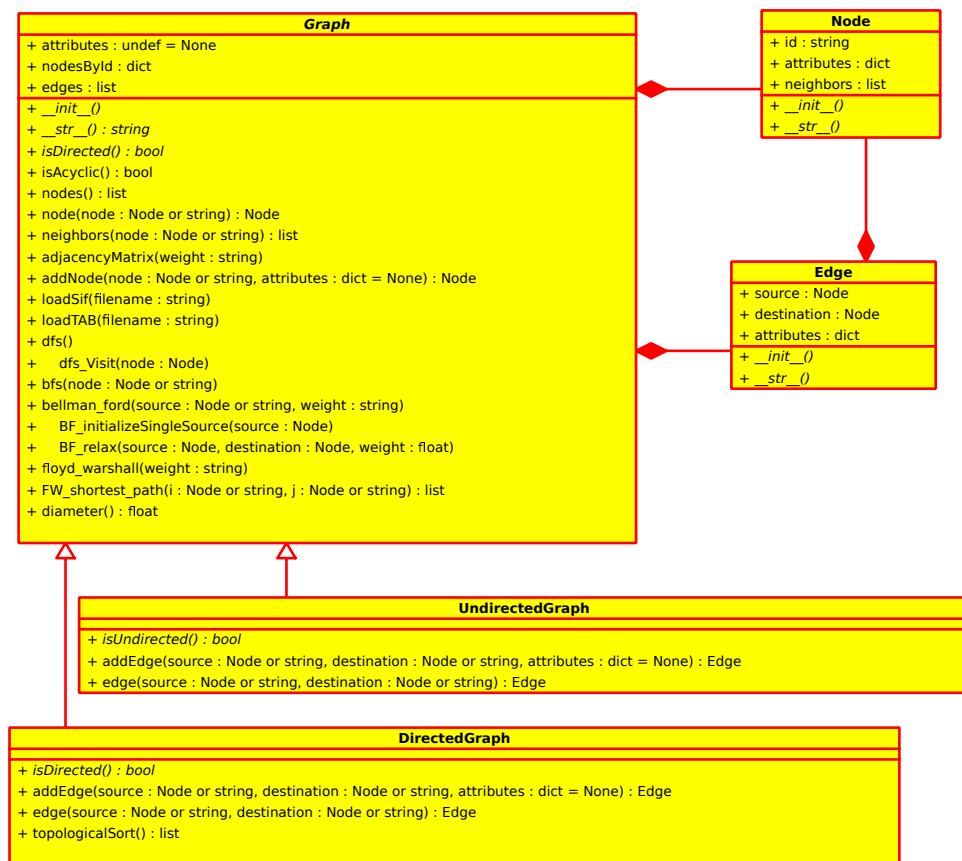 Graph
+ attributes : undef = None
+ nodesById : dict
+ edges : list
+ __init__()
+ __str__() : string
+ isDirected() : bool
+ isAcyclic() : bool
+ nodes() : list
+ node(node : Node or string) : Node
+ neighbors(node : Node or string) : list
+ adjacencyMatrix(weight : string)
+ addNode(node : Node or string, attributes : dict = None) : Node
+ loadSif(filename : string)
+ loadTAB(filename : string)
+ dfs()
+ dfs_Visit(node : Node)
+ bfs(node : Node or string)
+ bellman_ford(source : Node or string, weight : string)
+ BF_initializeSingleSource(source : Node)
+ BF_relax(source : Node, destination : Node, weight : float)
+ floyd_warshall(weight : string)
+ FW_shortest_path(i : Node or string, j : Node or string) : list
+ diameter() : float
Node
+ id : string
+ attributes : dict
+ neighbors : list
+ __init__()
+ __str__()
Edge
+ source : Node
+ destination : Node
+ attributes : dict
+ __init__()
+ __str__()
UndirectedGraph
+ isUndirected() : bool
+ addEdge(source : Node or string, destination : Node or string, attributes : dict = None) : Edge
+ edge(source : Node or string, destination : Node or string) : Edge
DirectedGraph
+ isDirected() : bool
+ addEdge(source : Node or string, destination : Node or string, attributes : dict = None) : Edge
+ edge(source : Node or string, destination : Node or string) : Edge
+ topologicalSort() : list